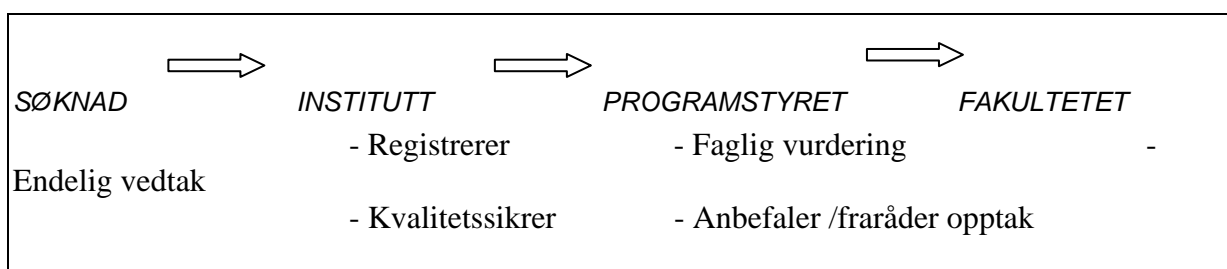 SØKNAD INSTITUTT PROGRAMSTYRET FAKULTETET
- Registrerer - Faglig vurdering -
Endelig vedtak
- Kvalitetssikrer - Anbefaler /fraråder opptak